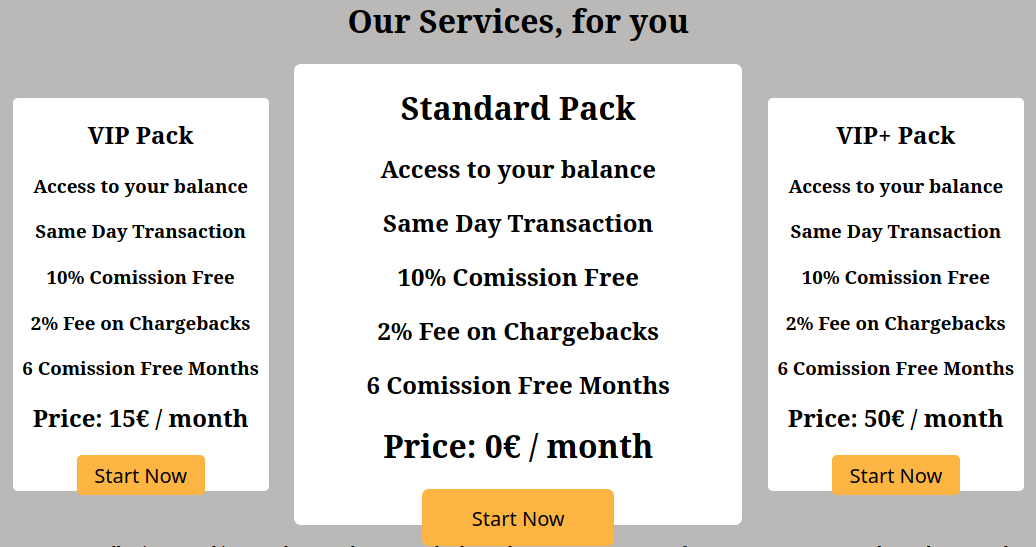 Our Services, for you
VIP Pack
Access to your balance
Same Day Transaction
10% Comission Free
2% Fee on Chargebacks
6 Comission Free Months
Price: 15€ / month
Start Now
Standard Pack
Access to your balance
Same Day Transaction
10% Comission Free
2% Fee on Chargebacks
6 Comission Free Months
Price: 0€ / month
Start Now
VIP+ Pack
Access to your balance
Same Day Transaction
10% Comission Free
2% Fee on Chargebacks
6 Comission Free Months
Price: 50€ / month
Start Now